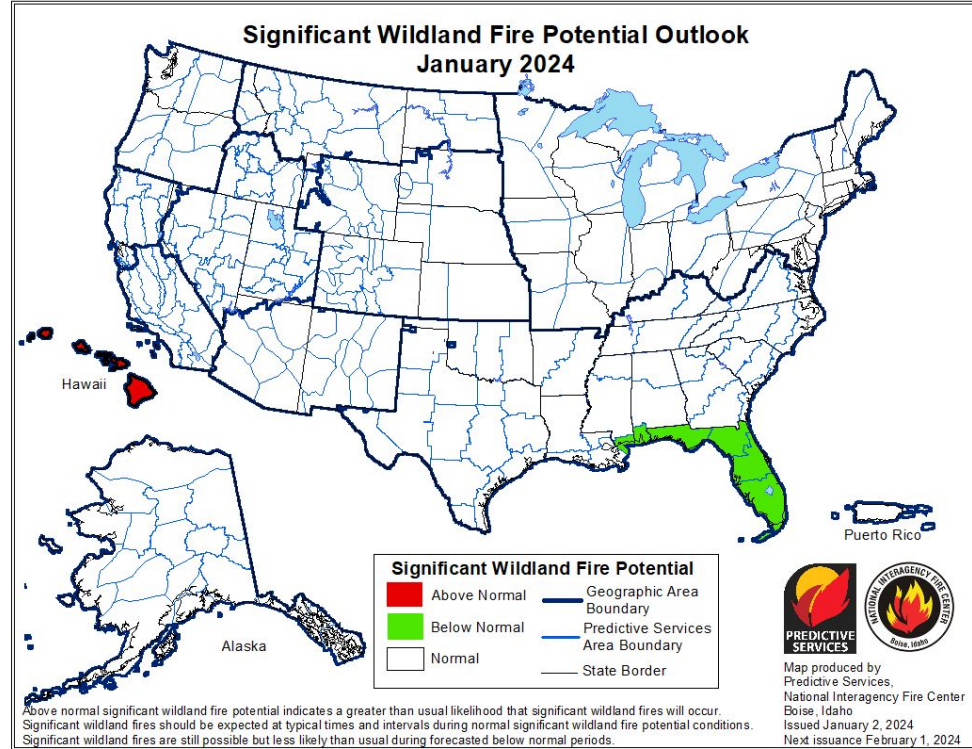 Significant Wildland Fire Potential Outlook
January 2024
Hawaii
Alaska
Puerto Rico
Significant Wildland Fire Potential
Above Normal
Below Normal
Normal
Geographic Area
Boundary
Predictive Services
Area Boundary
State Border
PREDICTIVE
SERVICES
NATIONAL INTERAGENCY FIRE CENTER
Boise, Idaho
Map produced by
Predictive Services,
National Interagency Fire Center
Boise, Idaho
Issued January 2, 2024
Next issuance February 1, 2024
Above normal significant wildland fire potential indicates a greater than usual likelihood that significant wildland fires will occur.
Significant wildland fires should be expected at typical times and intervals during normal significant wildland fire potential conditions.
Significant wildland fires are still possible but less likely than usual during forecasted below normal periods.